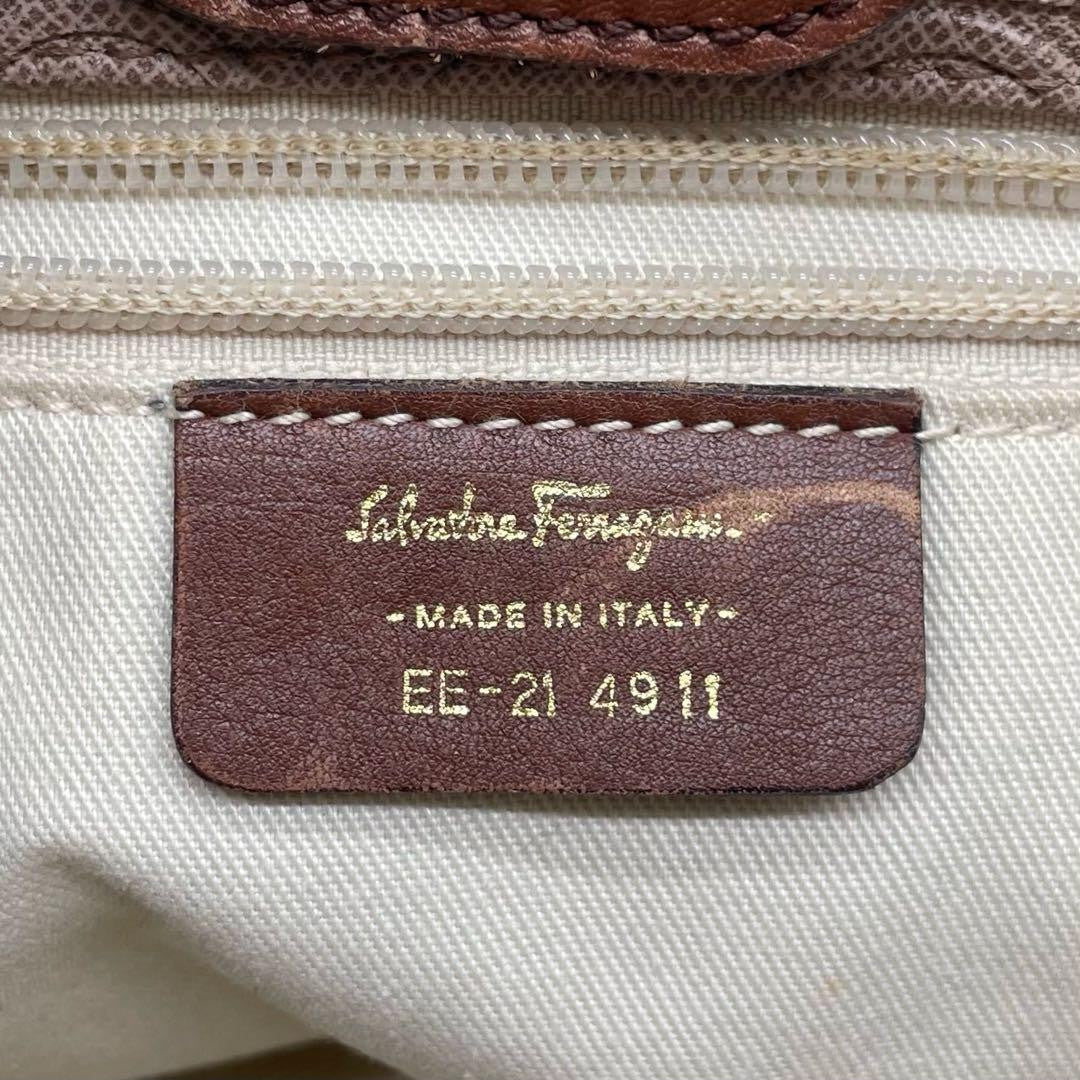 Salvatore Ferragamo
-MADE IN ITALY-
EE-21 4911